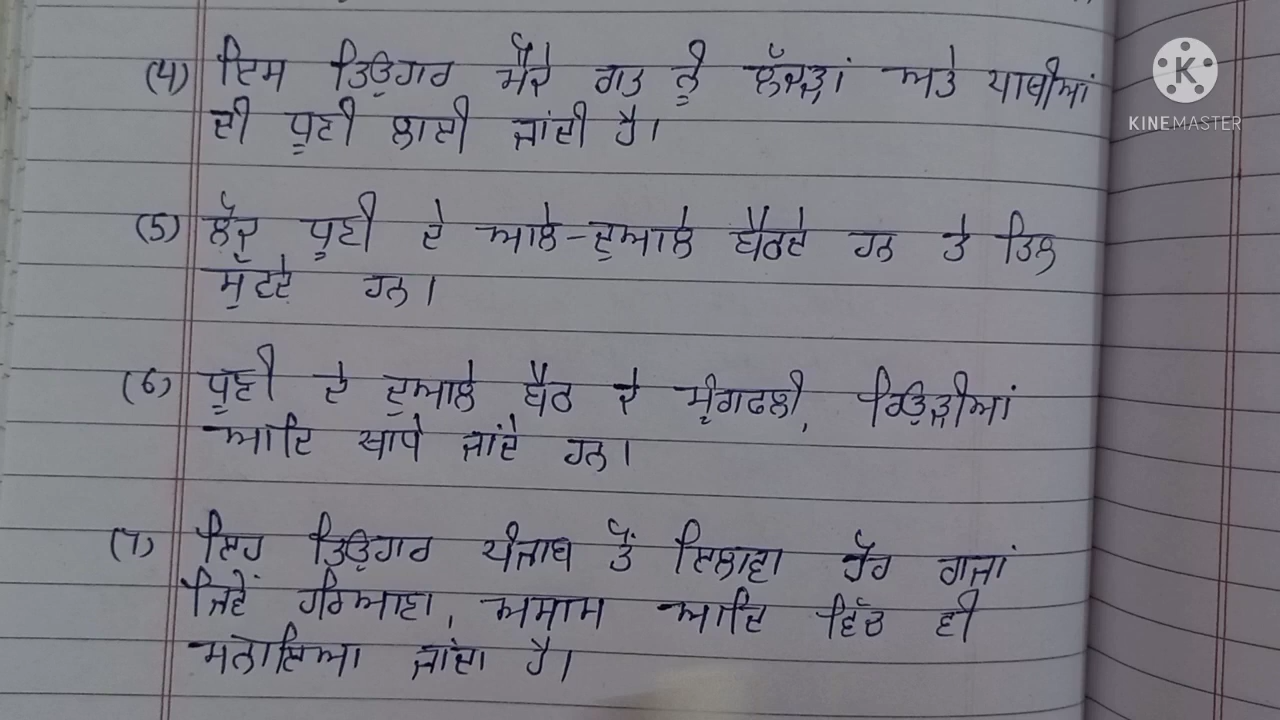 (4) ਇਸ ਤਿਉਹਾਰ ਮੌਕੇ ਰਾਤ ਨੂੰ ਲੱਕੜਾਂ ਅਤੇ ਪਾਥੀਆਂ
ਦੀ ਧੂਣੀ ਲਾਈ ਜਾਂਦੀ ਹੈ।
(5) ਲੋਕ ਧੂਣੀ ਦੇ ਆਲੇ-ਦੁਆਲੇ ਬੈਠਦੇ ਹਨ ਤੇ ਤਿਲ
ਸੁੱਟਦੇ ਹਨ।
(6) ਧੂਣੀ ਦੇ ਦੁਆਲੇ ਬੈਠ ਕੇ ਮੂੰਗਫਲੀ, ਰਿਉੜੀਆਂ
ਆਦਿ ਖਾਧੇ ਜਾਂਦੇ ਹਨ।
(7) ਇਹ ਤਿਉਹਾਰ ਪੰਜਾਬ ਤੋਂ ਇਲਾਵਾ ਹੋਰ ਰਾਜਾਂ
ਜਿਵੇਂ ਹਰਿਆਣਾ, ਅਸਾਮ ਆਦਿ ਵਿੱਚ ਵੀ
ਮਨਾਇਆ ਜਾਂਦਾ ਹੈ।
K
KINEMASTER